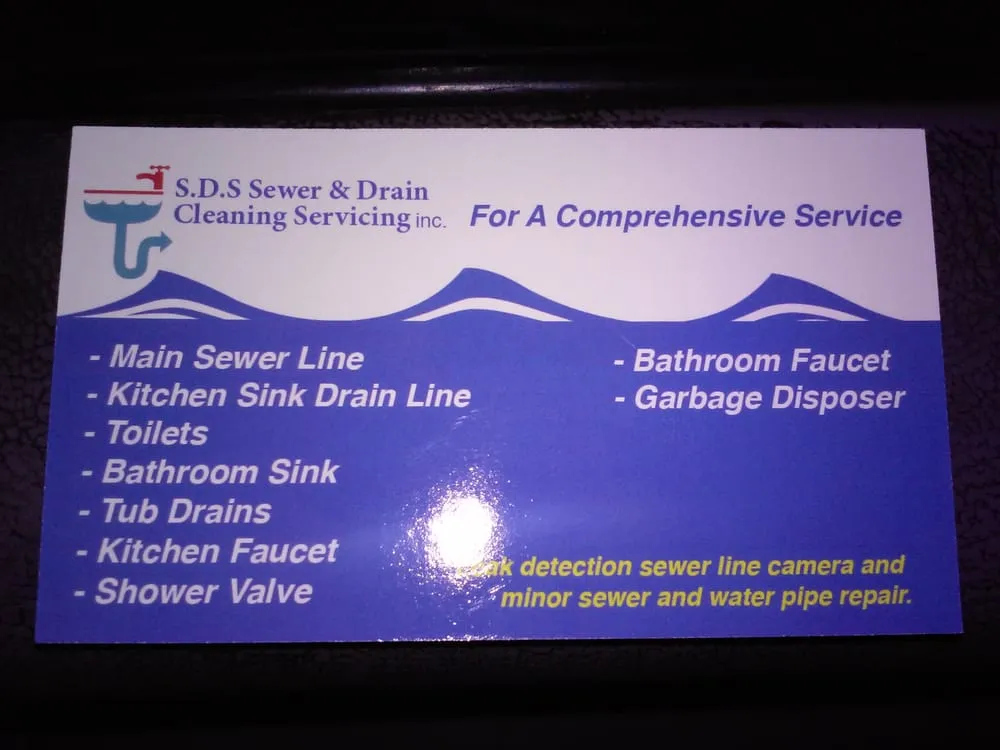 S.D.S Sewer & Drain
Cleaning Servicing inc.
For A Comprehensive Service
- Main Sewer Line
- Kitchen Sink Drain Line
- Toilets
- Bathroom Sink
- Tub Drains
- Kitchen Faucet
- Shower Valve
- Bathroom Faucet
- Garbage Disposer
detection sewer line camera and
minor sewer and water pipe repair.